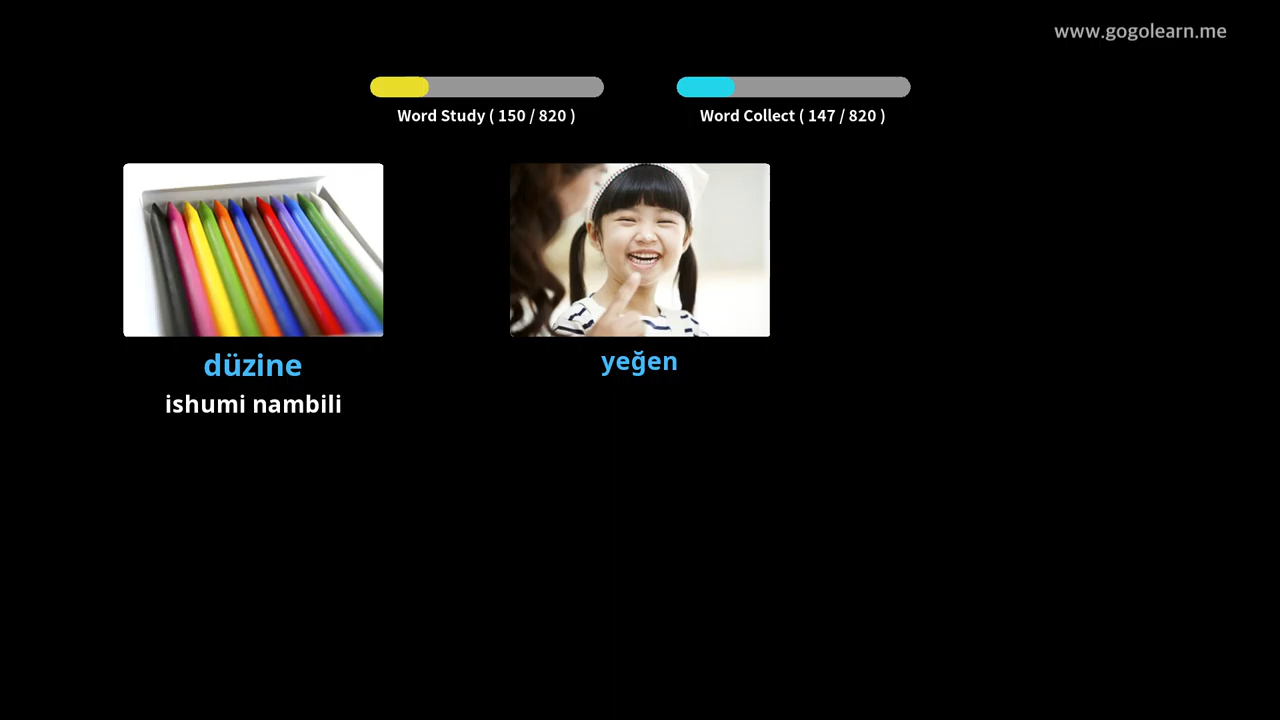 www.gogolearn.me
Word Study ( 150 / 820 )
Word Collect ( 147 / 820 )
düzine
ishumi nambili
yeğen